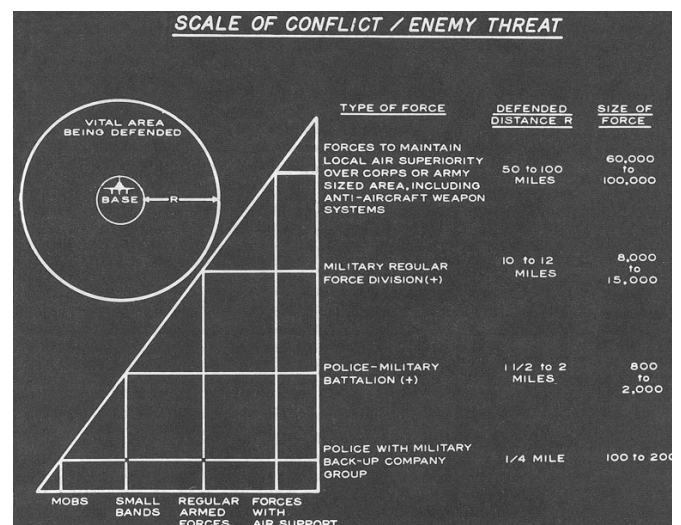 SCALE OF CONFLICT / ENEMY THREAT
VITAL AREA
BEING DEFENDED
BASE
R
TYPE OF FORCE
DEFENDED
DISTANCE R
SIZE OF
FORCE
FORCES TO MAINTAIN
LOCAL AIR SUPERIORITY
OVER CORPS OR ARMY
SIZED AREA, INCLUDING
ANTI-AIRCRAFT WEAPON
SYSTEMS
50 to 100
MILES
60,000
to
100,000
MILITARY REGULAR
FORCE DIVISION (+)
10 to 12
MILES
8,000
to
15,000
POLICE-MILITARY
BATTALION (+)
1 1/2 to 2
MILES
800
to
2,000
POLICE WITH MILITARY
BACK-UP COMPANY
GROUP
1/4 MILE
100 to 200
MOBS
SMALL
BANDS
REGULAR
ARMED
FORCES
FORCES
WITH
AIR SUPPORT